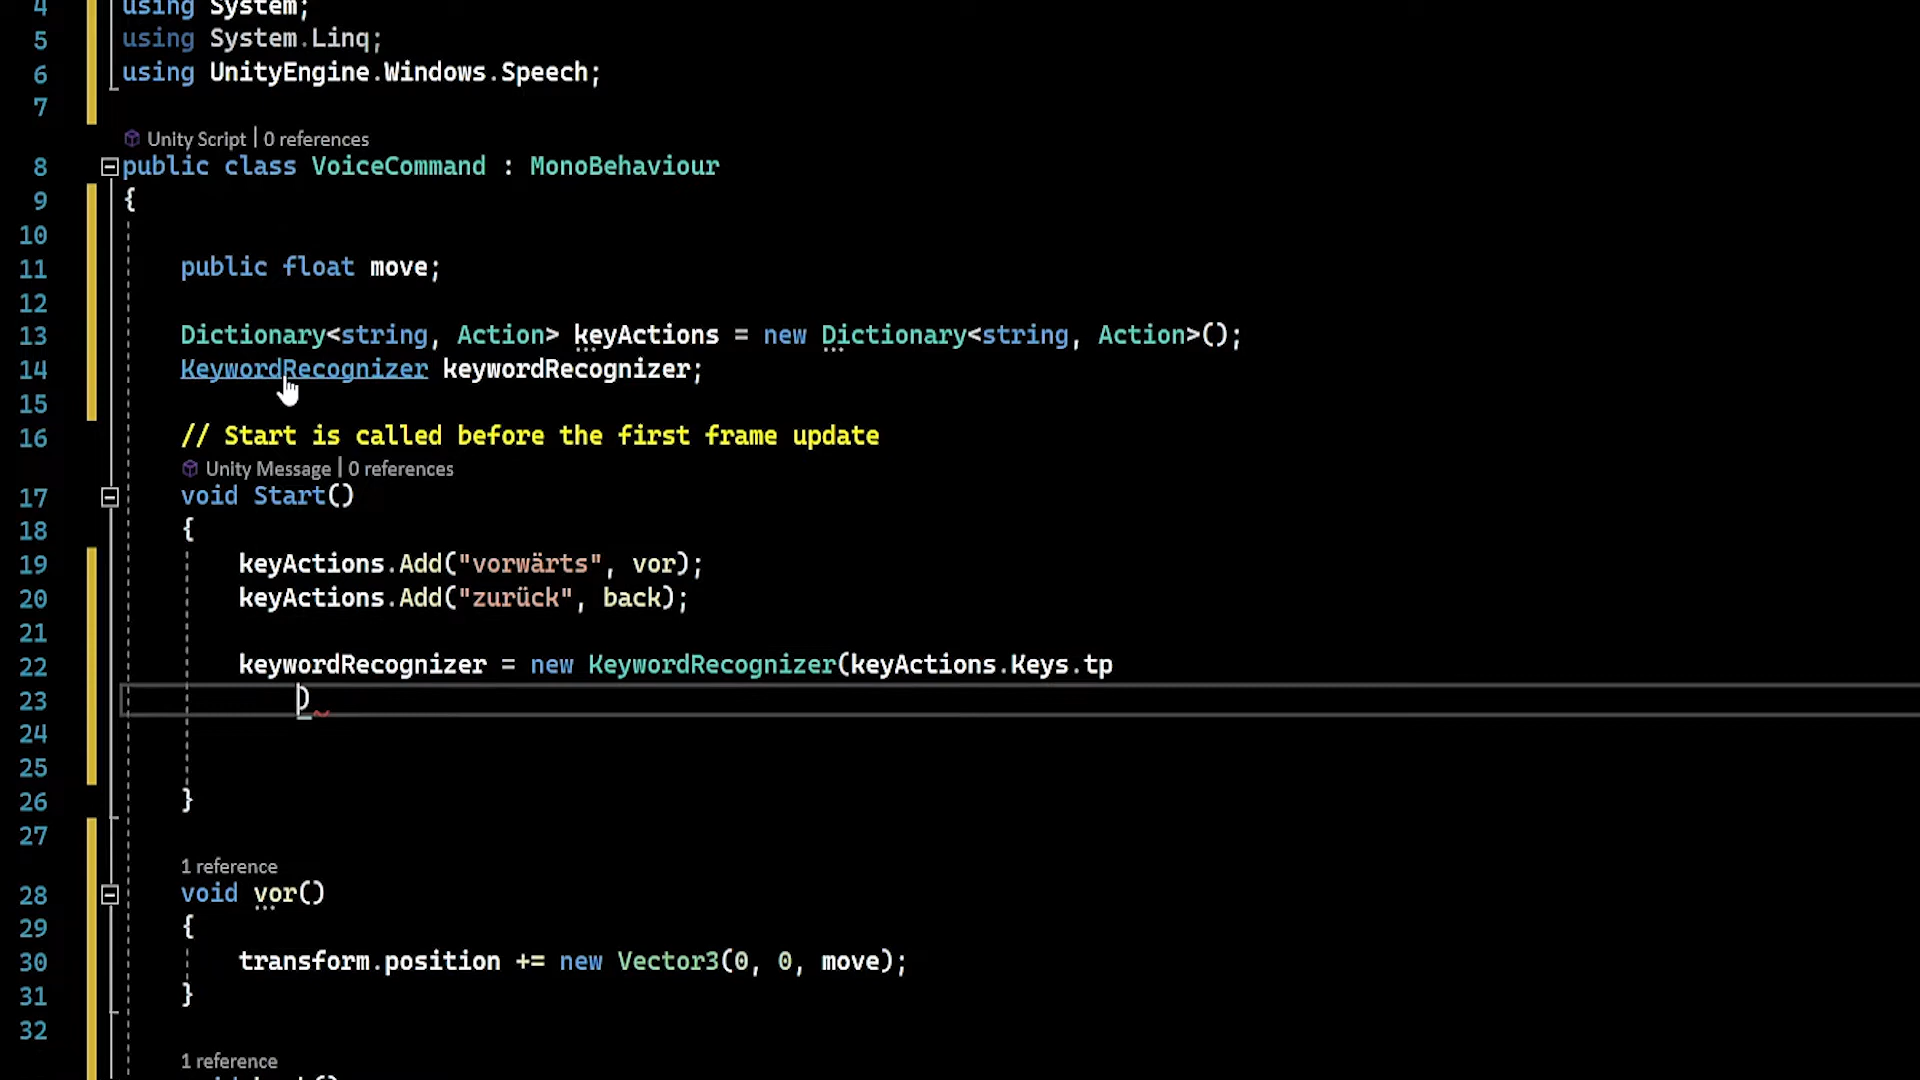 4 using System;
5 using System.Linq;
6 using UnityEngine.Windows.Speech;
7
Unity Script | 0 references
8 public class VoiceCommand : MonoBehaviour
9 {
10
11 public float move;
12
13 Dictionary<string, Action> keyActions = new Dictionary<string, Action>();
14 KeywordRecognizer keywordRecognizer;
15
16 // Start is called before the first frame update
Unity Message | 0 references
17 void Start()
18 {
19 keyActions.Add("vorwärts", vor);
20 keyActions.Add("zurück", back);
21
22 keywordRecognizer = new KeywordRecognizer(keyActions.Keys.tp
23 )
24
25
26 }
27
1 reference
28 void vor()
29 {
30 transform.position += new Vector3(0, 0, move);
31 }
32
1 reference